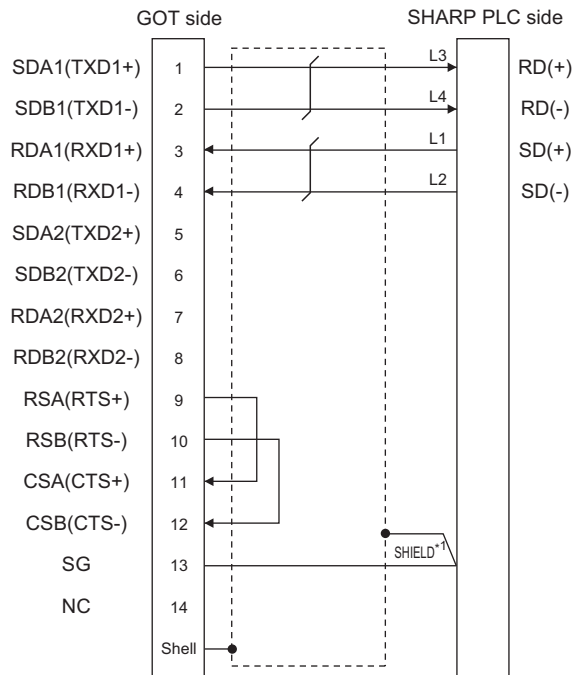 GOT side SHARP PLC side
SDA1(TXD1+) 1 L3 RD(+)
SDB1(TXD1-) 2 L4 RD(-)
RDA1(RXD1+) 3 L1 SD(+)
RDB1(RXD1-) 4 L2 SD(-)
SDA2(TXD2+) 5
SDB2(TXD2-) 6
RDA2(RXD2+) 7
RDB2(RXD2-) 8
RSA(RTS+) 9
RSB(RTS-) 10
CSA(CTS+) 11
CSB(CTS-) 12
SHIELD*1
SG 13
NC 14
Shell